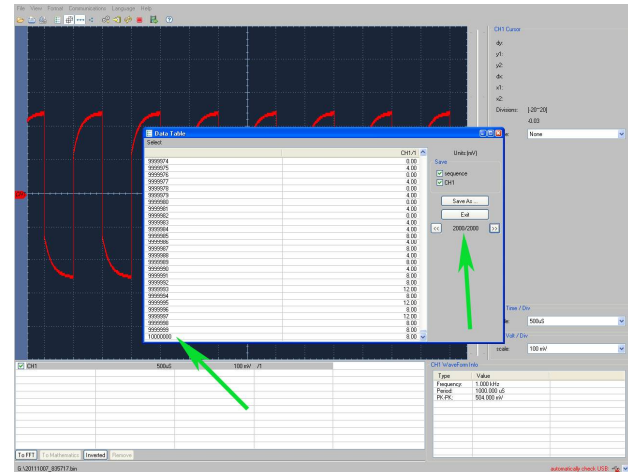 File View Format Communications Language Help
CH1 Cursor
dy:
y1:
y2:
dx:
x1:
x2:
Divisions: [-20~20]
-0.03
None
Data Table
Select
CH1/1
9999974 0.00
9999975 4.00
9999976 0.00
9999977 4.00
9999978 0.00
9999979 4.00
9999980 0.00
9999981 4.00
9999982 0.00
9999983 4.00
9999984 4.00
9999985 8.00
9999986 4.00
9999987 8.00
9999988 4.00
9999989 8.00
9999990 4.00
9999991 8.00
9999992 8.00
9999993 12.00
9999994 8.00
9999995 12.00
9999996 8.00
9999997 12.00
9999998 8.00
9999999 8.00
10000000 8.00
Units:(mV)
Save
sequence
CH1
Save As ...
Exit
<< 2000/2000 >>
Time / Div
500uS
Volt / Div
scale: 100 mV
CH1 500uS 100 mV /1
CH1 WaveForm Info
Type Value
Frequency: 1.000 kHz
Period: 1000.000 uS
PK-PK: 504.000 mV
To FFT To Mathematics Inverted Remove
G:\20111007_835717.bin
automatically check USB: